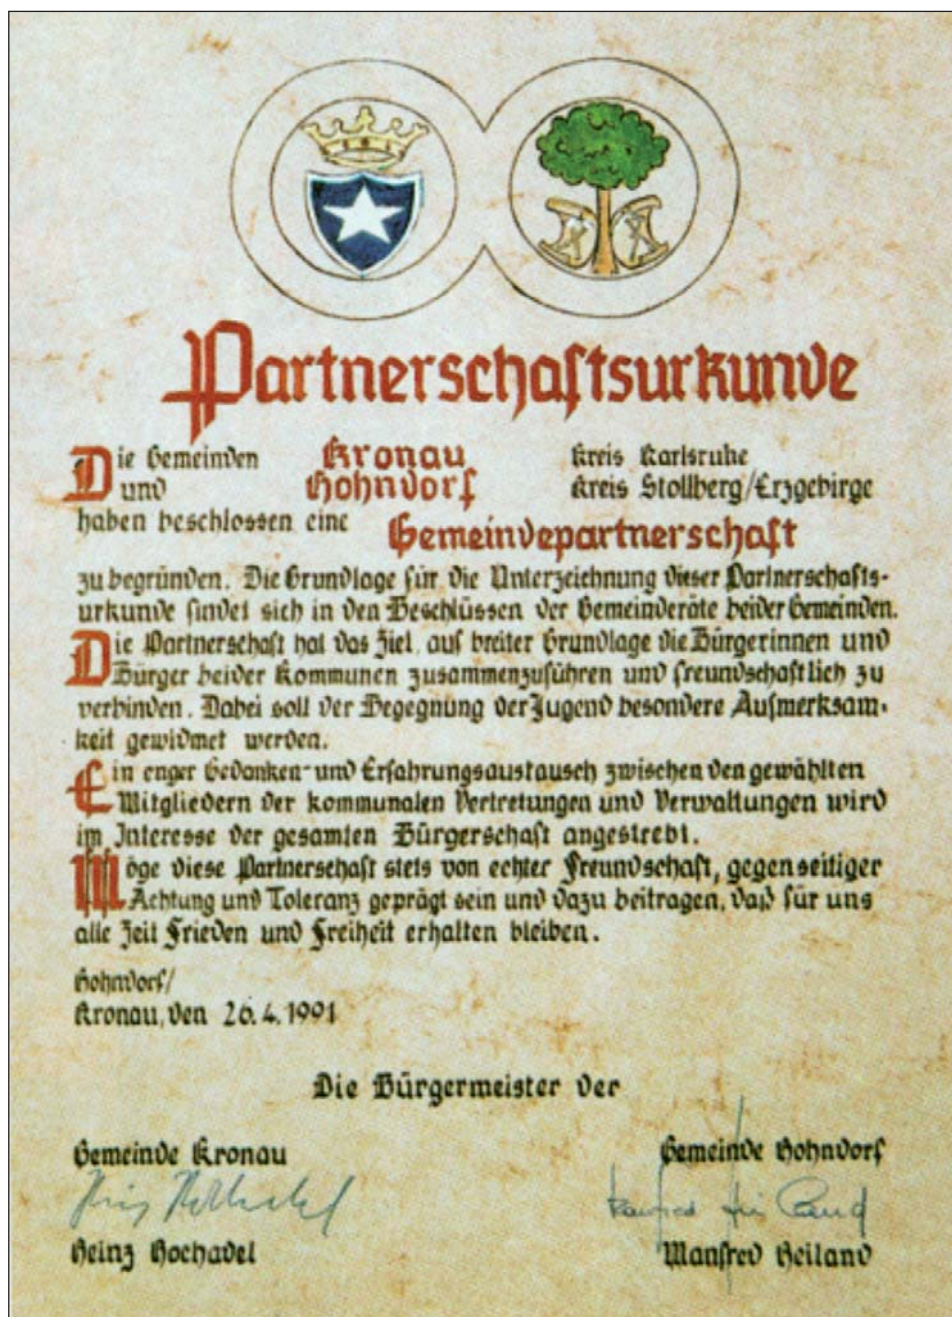 Partnerschaftsurkunde
Die Gemeinden Kronau Kreis Karlsruhe
und Hohndorf Kreis Stollberg/Erzgebirge
haben beschlossen eine Gemeindepartnerschaft
zu begründen. Die Grundlage für die Unterzeichnung dieser Partnerschafts-
urkunde findet sich in den Beschlüssen der Gemeinderäte beider Gemeinden.
Die Partnerschaft hat das Ziel, auf breiter Grundlage die Bürgerinnen und
Bürger beider Kommunen zusammenzuführen und freundschaftlich zu
verbinden. Dabei soll der Begegnung der Jugend besondere Aufmerksam-
keit gewidmet werden.
Ein enger Gedanken- und Erfahrungsaustausch zwischen den gewählten
Mitgliedern der kommunalen Vertretungen und Verwaltungen wird
im Interesse der gesamten Bürgerschaft angestrebt.
Möge diese Partnerschaft stets von echter Freundschaft, gegenseitiger
Achtung und Toleranz geprägt sein und dazu beitragen, daß für uns
alle Zeit Frieden und Freiheit erhalten bleiben.
Hohndorf/
Kronau, den 26.4.1991
Die Bürgermeister der
Gemeinde Kronau Gemeinde Hohndorf
Heinz Hochadel Manfred Heiland